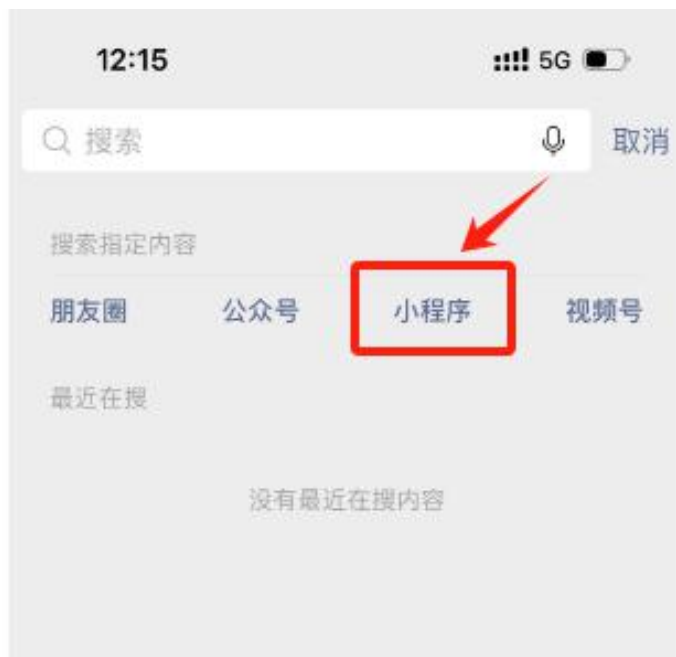 12:15 5G
搜索 取消
搜索指定内容
朋友圈 公众号 小程序 视频号
最近在搜
没有最近在搜内容